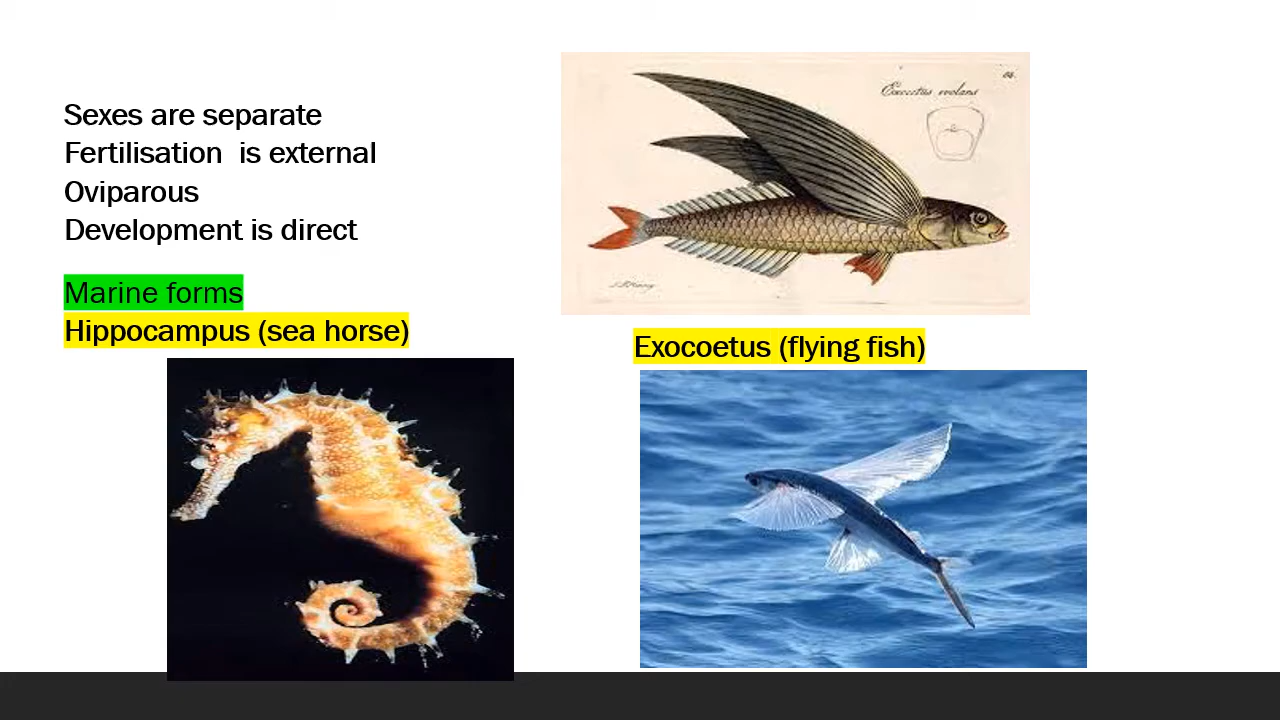 Sexes are separate
Fertilisation  is external
Oviparous
Development is direct
Marine forms
Hippocampus (sea horse)
Exocoetus evolans
Exocoetus (flying fish)